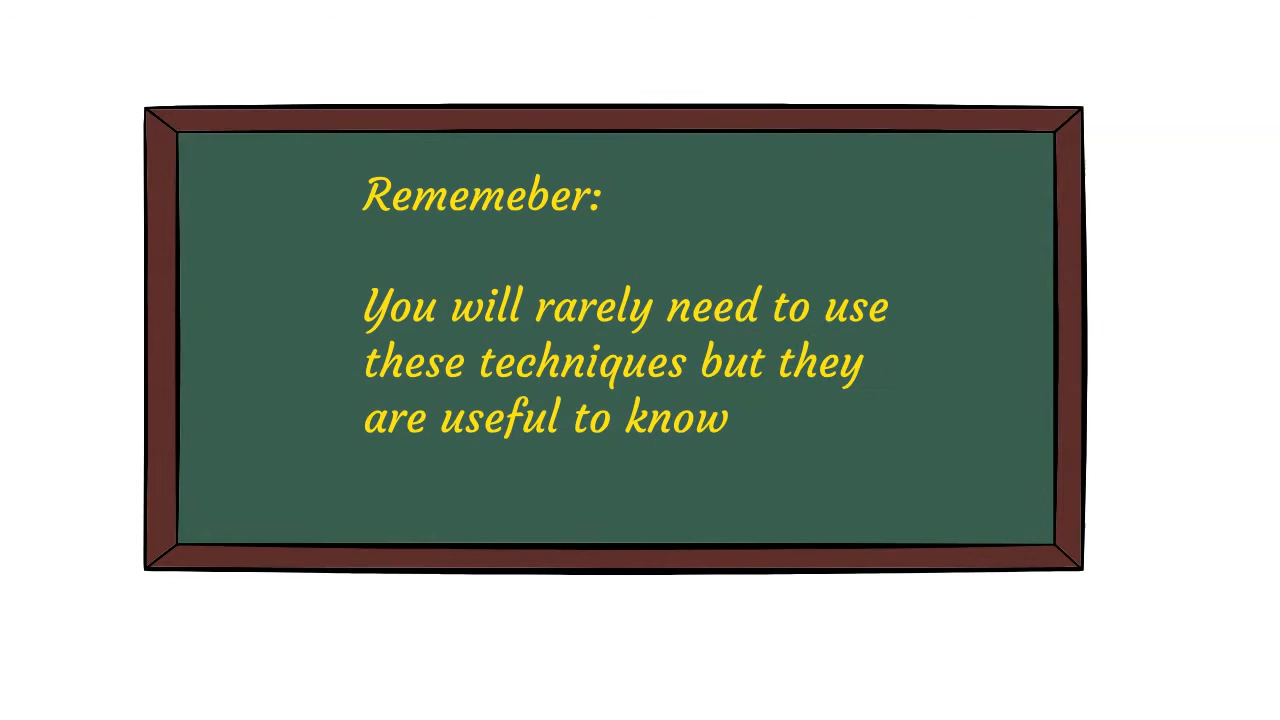 Rememeber:
You will rarely need to use
these techniques but they
are useful to know